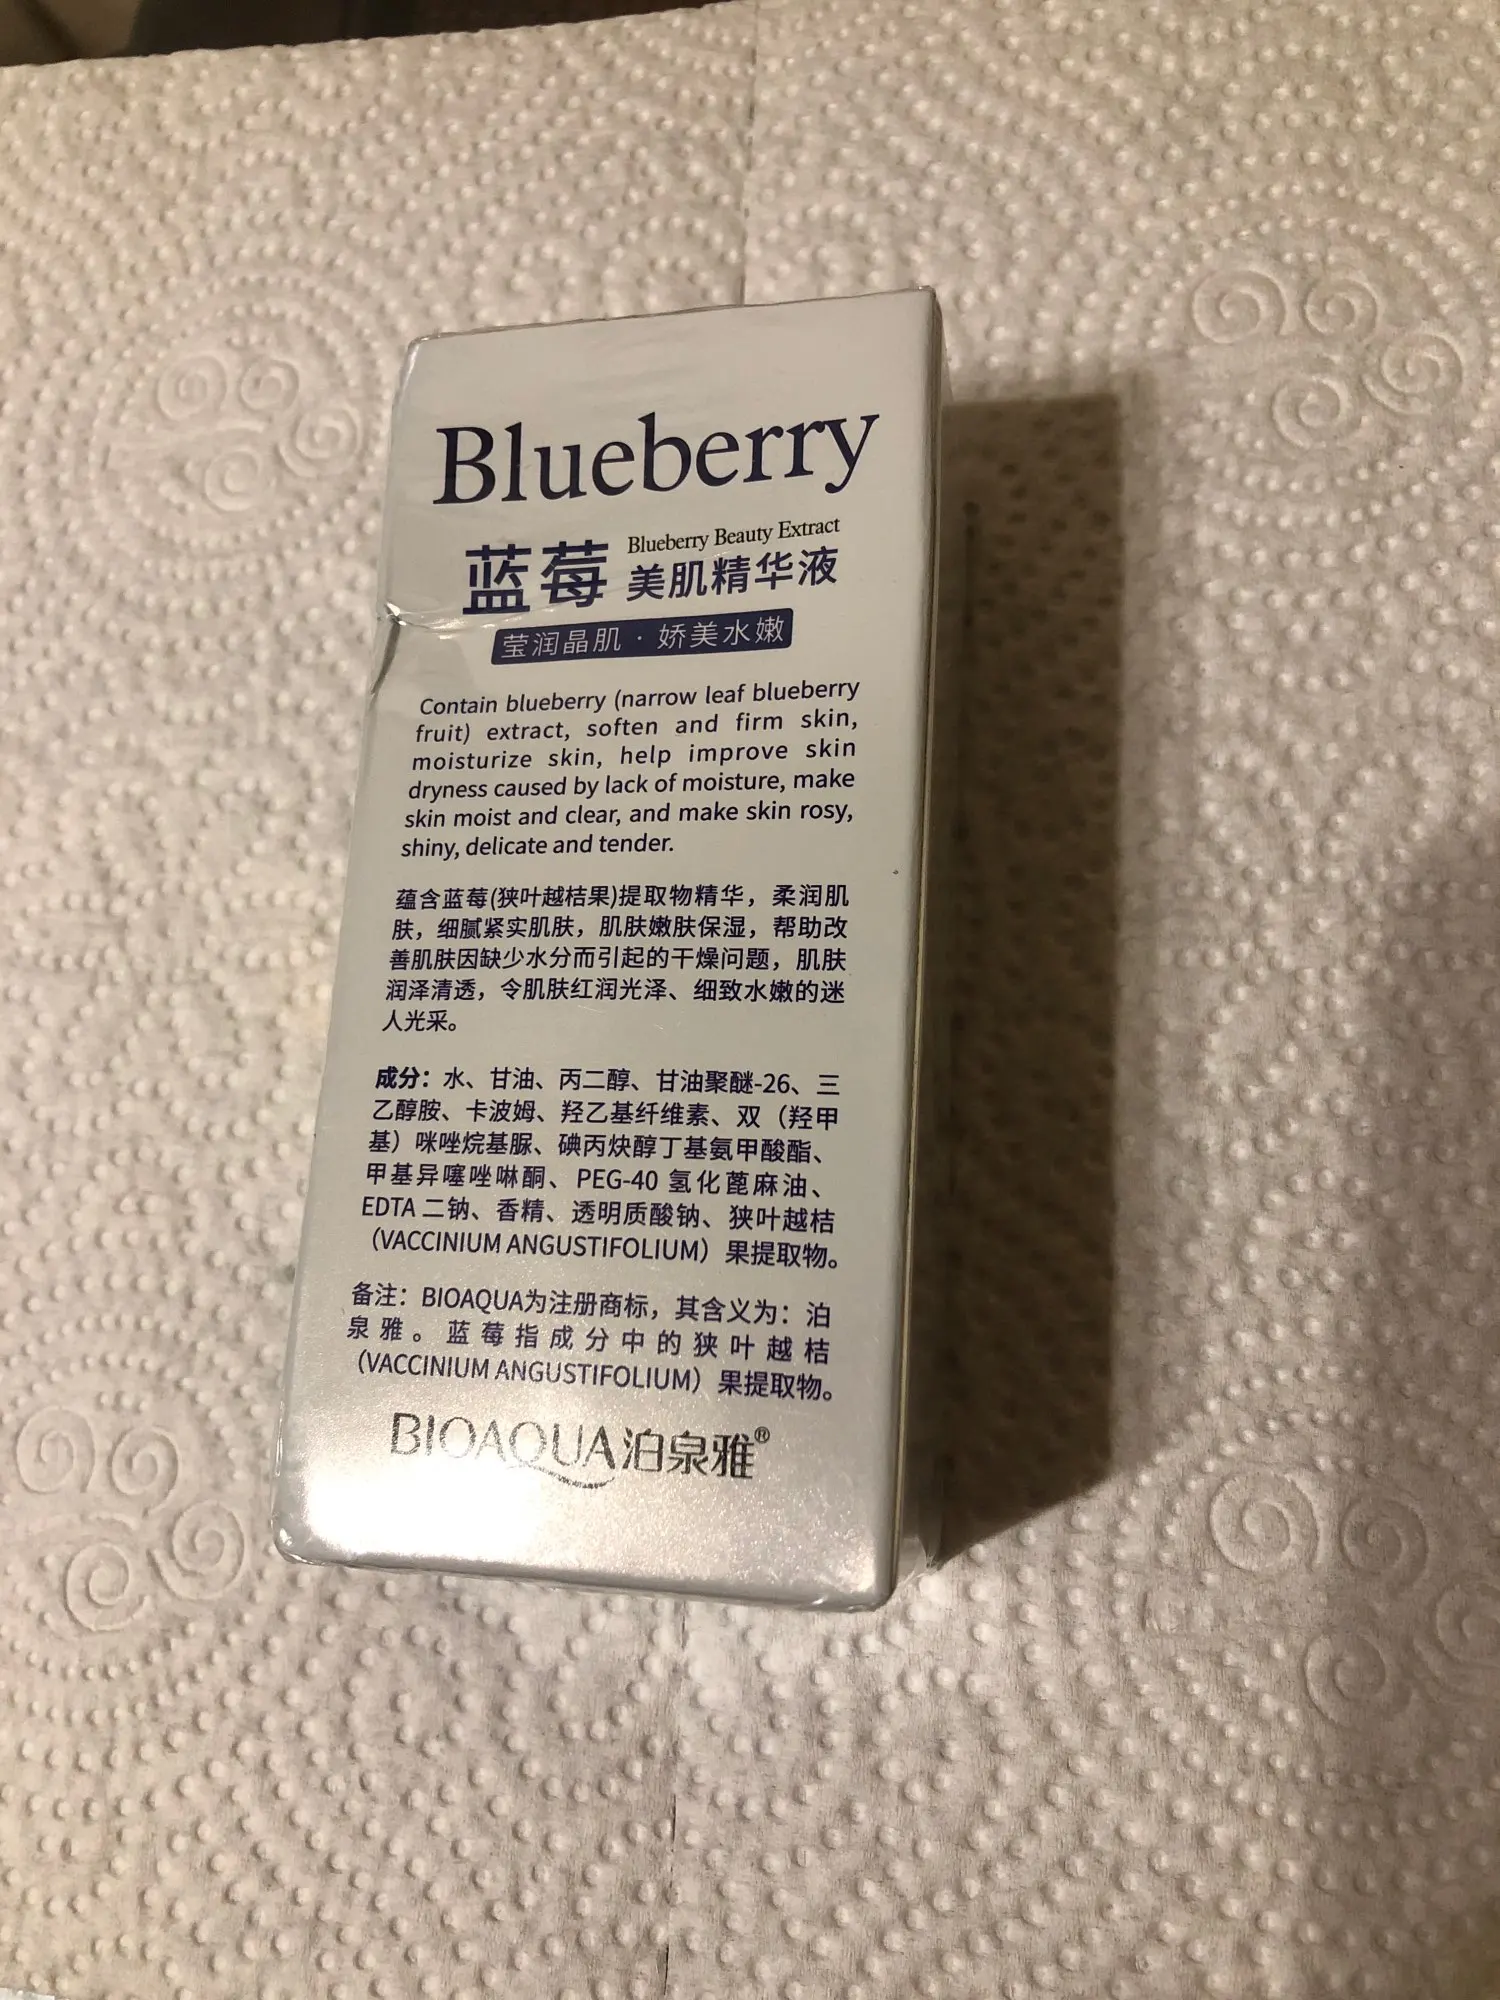 Blueberry
Blueberry Beauty Extract
蓝莓 美肌精华液
莹润晶肌·娇美水嫩
Contain blueberry (narrow leaf blueberry
fruit) extract, soften and firm skin,
moisturize skin, help improve skin
dryness caused by lack of moisture, make
skin moist and clear, and make skin rosy,
shiny, delicate and tender.
蕴含蓝莓(狭叶越桔果)提取物精华，柔润肌
肤，细腻紧实肌肤，肌肤嫩肤保湿，帮助改
善肌肤因缺少水分而引起的干燥问题，肌肤
润泽清透，令肌肤红润光泽、细致水嫩的迷
人光采。
成分：水、甘油、丙二醇、甘油聚醚-26、三
乙醇胺、卡波姆、羟乙基纤维素、双（羟甲
基）咪唑烷基脲、碘丙炔醇丁基氨甲酸酯、
甲基异噻唑啉酮、PEG-40 氢化蓖麻油、
EDTA 二钠、香精、透明质酸钠、狭叶越桔
（VACCINIUM ANGUSTIFOLIUM）果提取物。
备注：BIOAQUA为注册商标，其含义为：泊
泉雅。蓝莓指成分中的狭叶越桔
（VACCINIUM ANGUSTIFOLIUM）果提取物。
BIOAQUA泊泉雅®